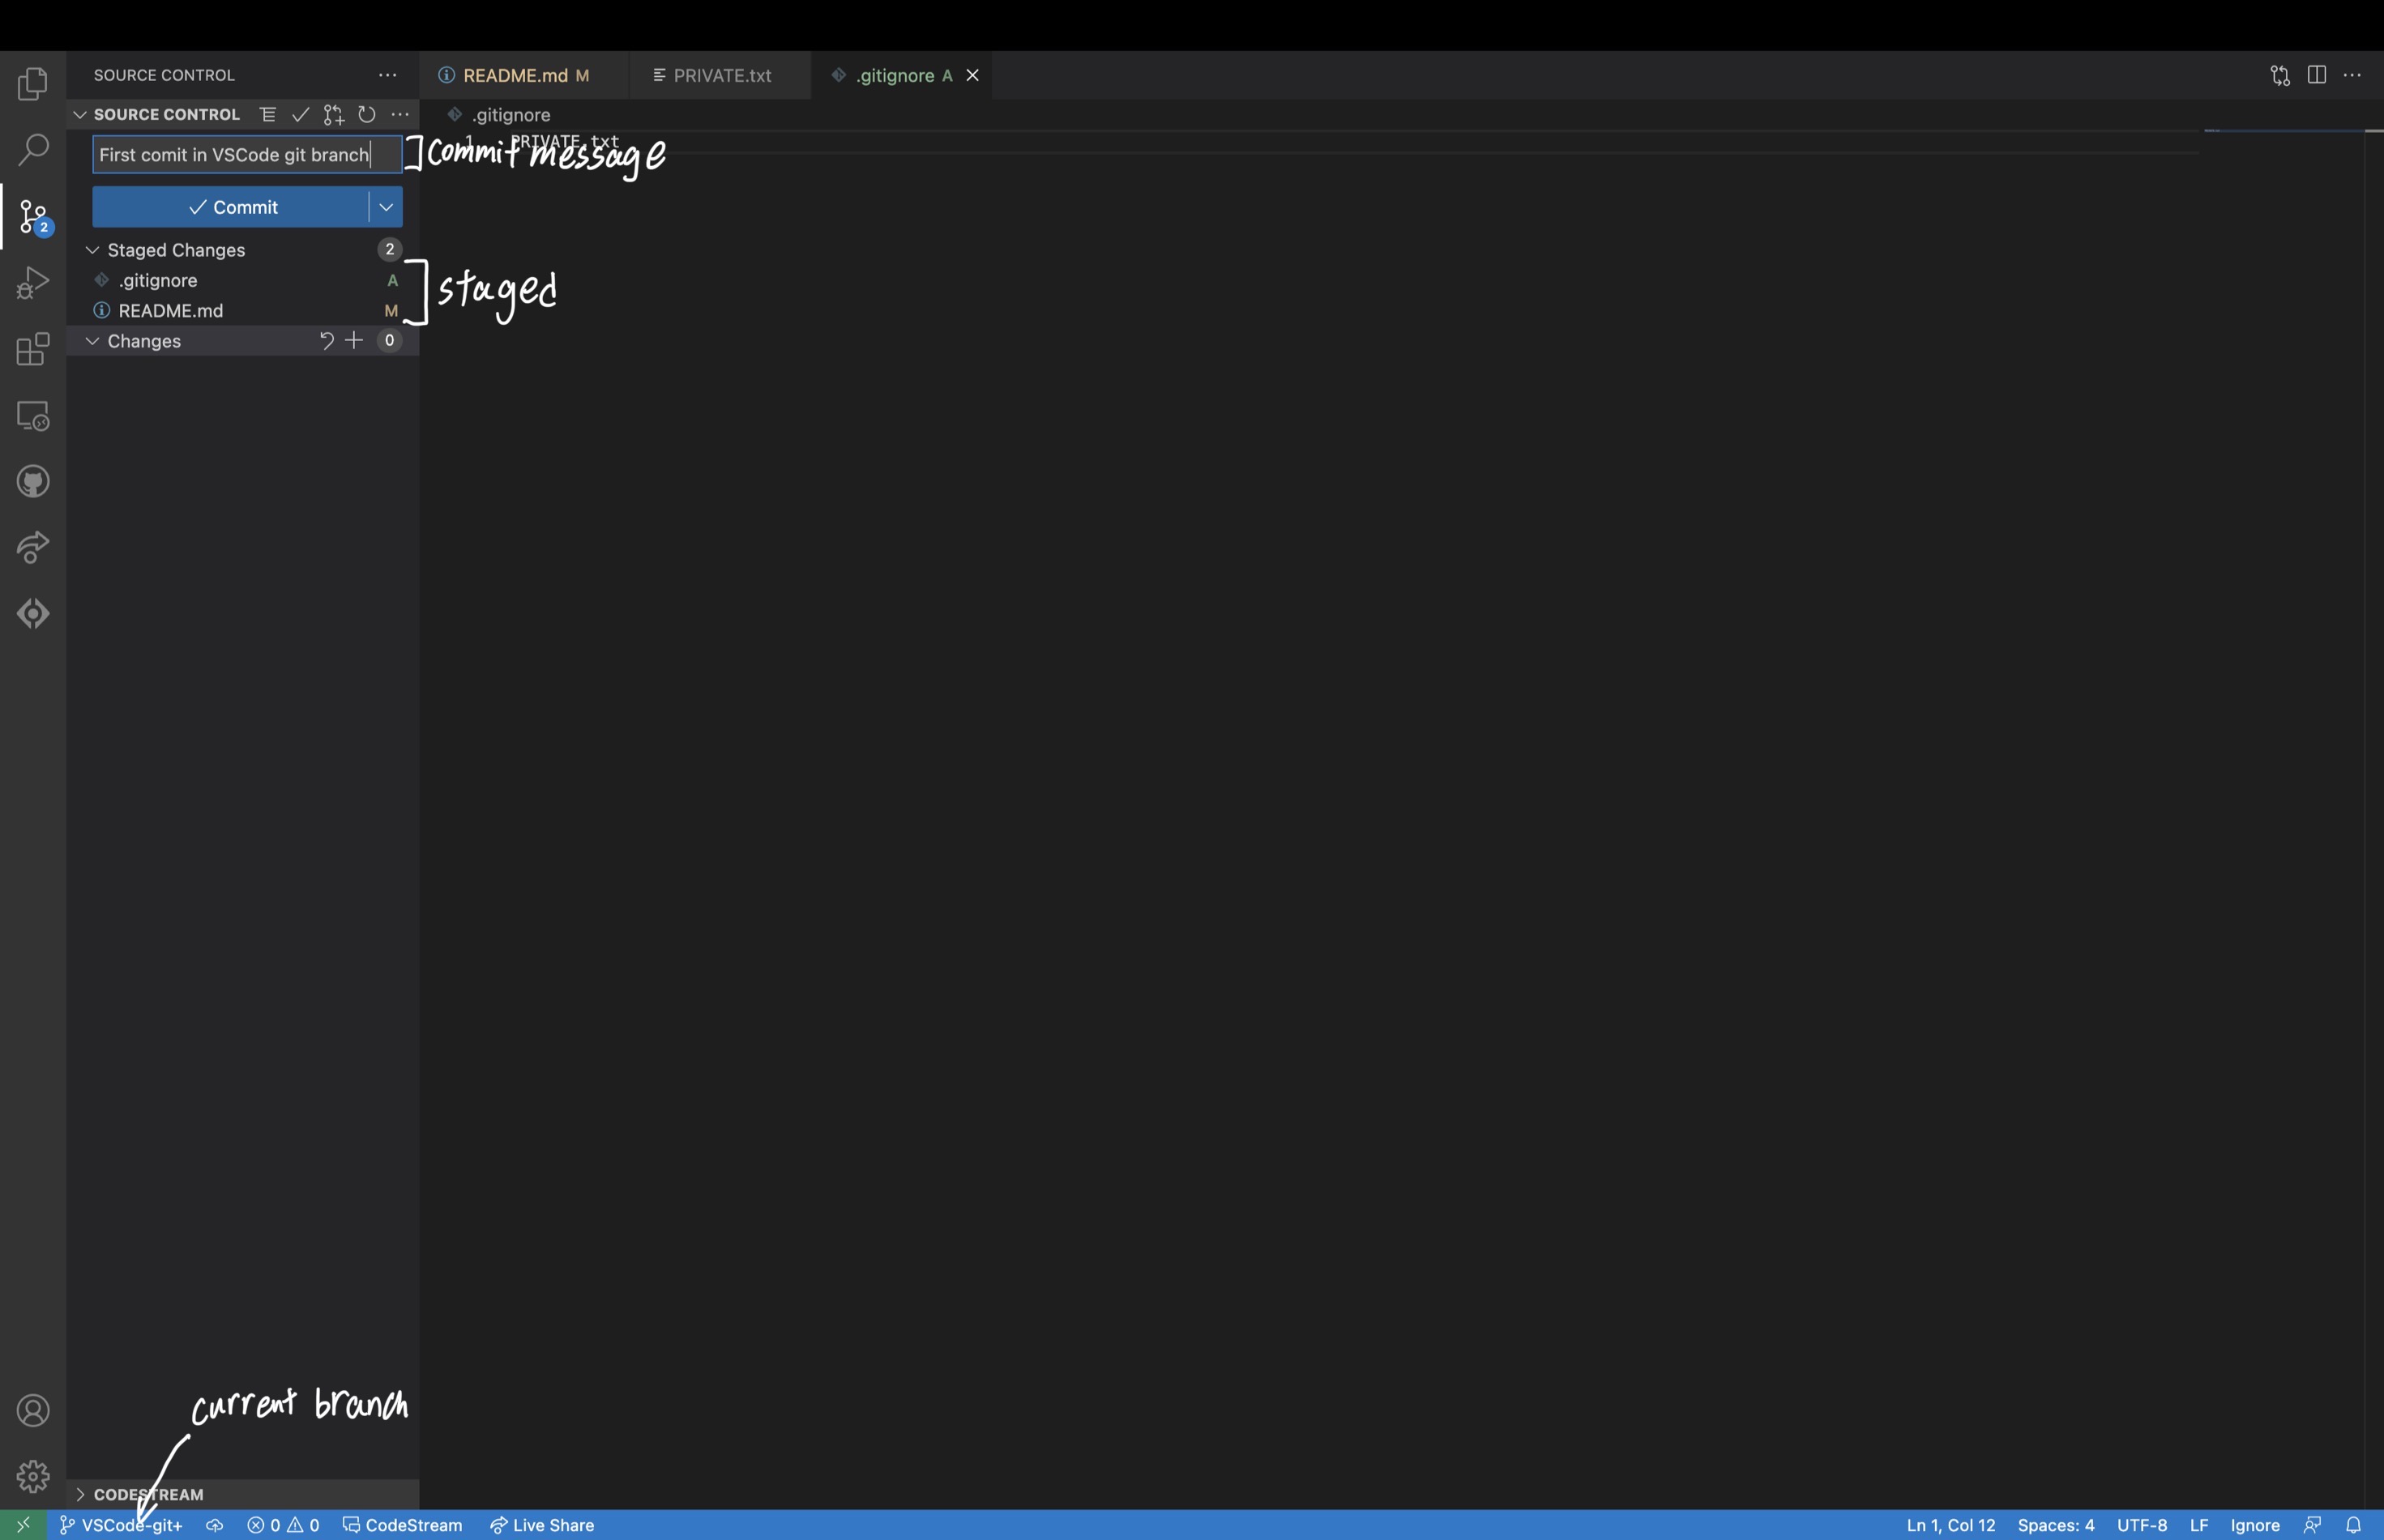 SOURCE CONTROL
README.md M
PRIVATE.txt
.gitignore A
SOURCE CONTROL
.gitignore
1 PRIVATE.txt
First comit in VSCode git branch
commit message
Commit
2
Staged Changes 2
.gitignore A
staged
README.md M
Changes 0
current branch
CODESTREAM
VSCode-git+ 0 0 CodeStream Live Share Ln 1, Col 12 Spaces: 4 UTF-8 LF Ignore